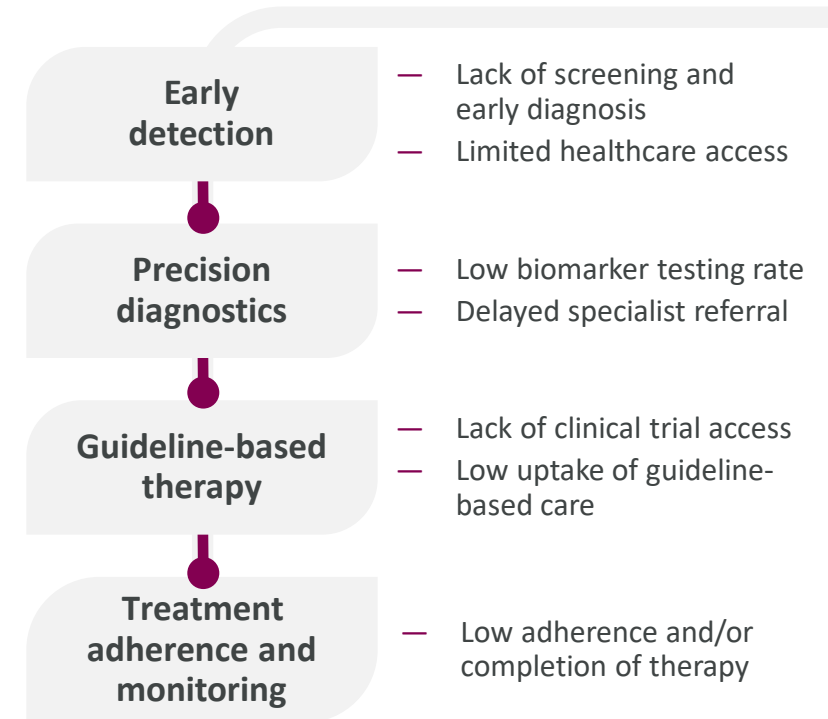 Early
detection
— Lack of screening and
early diagnosis
— Limited healthcare access
Precision
diagnostics
— Low biomarker testing rate
— Delayed specialist referral
Guideline-based
therapy
— Lack of clinical trial access
— Low uptake of guideline-
based care
Treatment
adherence and
monitoring
— Low adherence and/or
completion of therapy